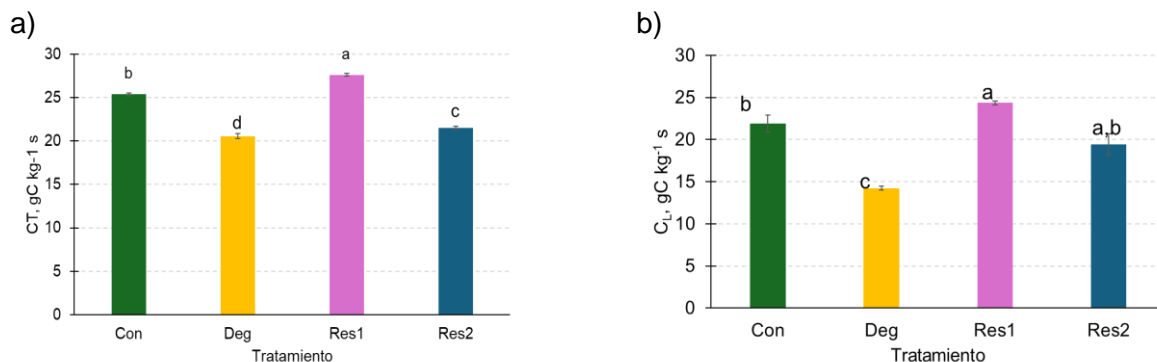 a)
CT, gC kg-1 s
30
25
20
15
10
5
0
b
d
a
c
Con Deg Res1 Res2
Tratamiento
b)
C_L, gC kg⁻¹ s
30
25
20
15
10
5
0
b
c
a
a,b
Con Deg Res1 Res2
Tratamiento